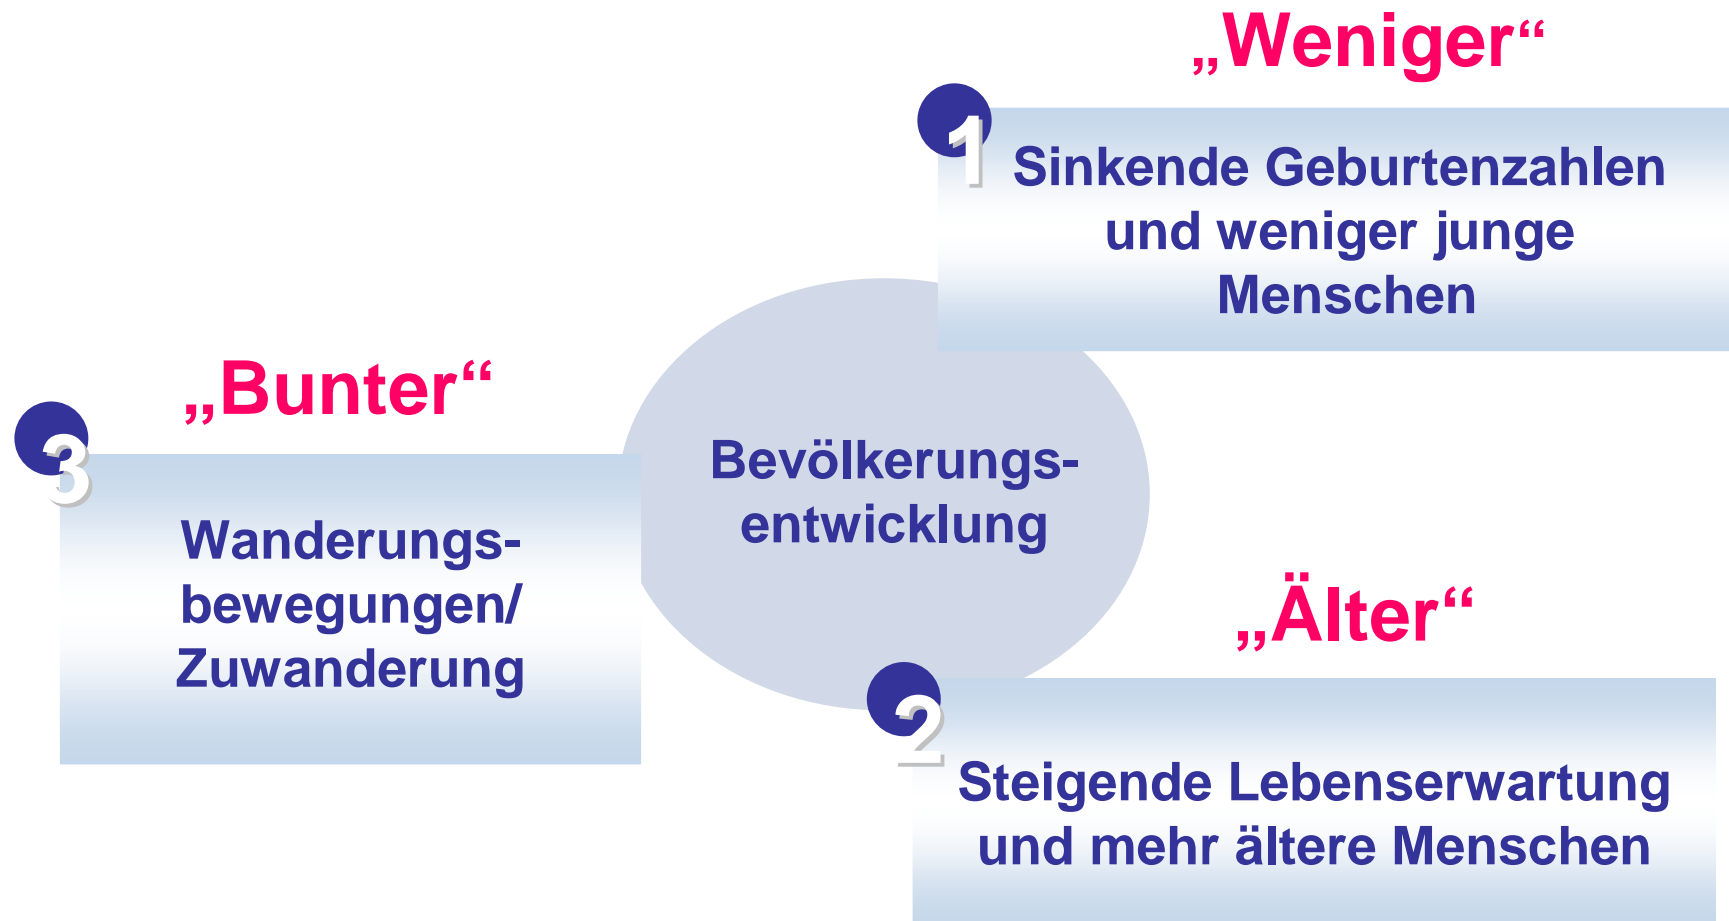 „Weniger“
1
Sinkende Geburtenzahlen
und weniger junge
Menschen
„Bunter“
3
Wanderungs-
bewegungen/
Zuwanderung
Bevölkerungs-
entwicklung
„Älter“
2
Steigende Lebenserwartung
und mehr ältere Menschen